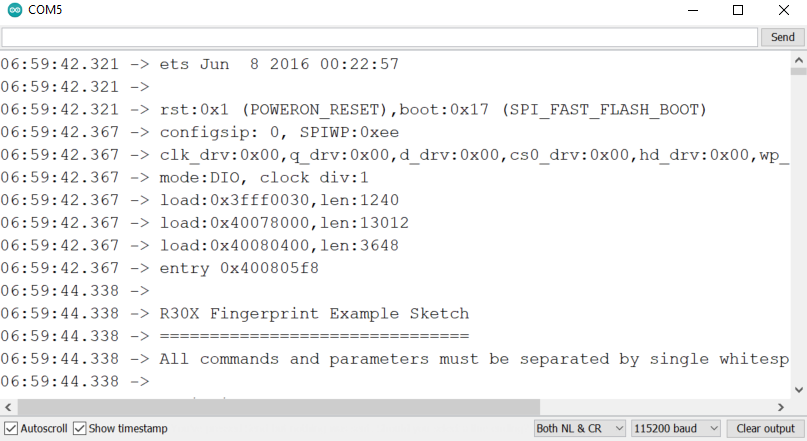 COM5
Send
06:59:42.321 -> ets Jun  8 2016 00:22:57
06:59:42.321 ->
06:59:42.321 -> rst:0x1 (POWERON_RESET),boot:0x17 (SPI_FAST_FLASH_BOOT)
06:59:42.367 -> configsip: 0, SPIWP:0xee
06:59:42.367 -> clk_drv:0x00,q_drv:0x00,d_drv:0x00,cs0_drv:0x00,hd_drv:0x00,wp_
06:59:42.367 -> mode:DIO, clock div:1
06:59:42.367 -> load:0x3fff0030,len:1240
06:59:42.367 -> load:0x40078000,len:13012
06:59:42.367 -> load:0x40080400,len:3648
06:59:42.367 -> entry 0x400805f8
06:59:44.338 ->
06:59:44.338 -> R30X Fingerprint Example Sketch
06:59:44.338 -> ===============================
06:59:44.338 -> All commands and parameters must be separated by single whitesp
06:59:44.338 ->
Autoscroll Show timestamp Both NL & CR 115200 baud Clear output